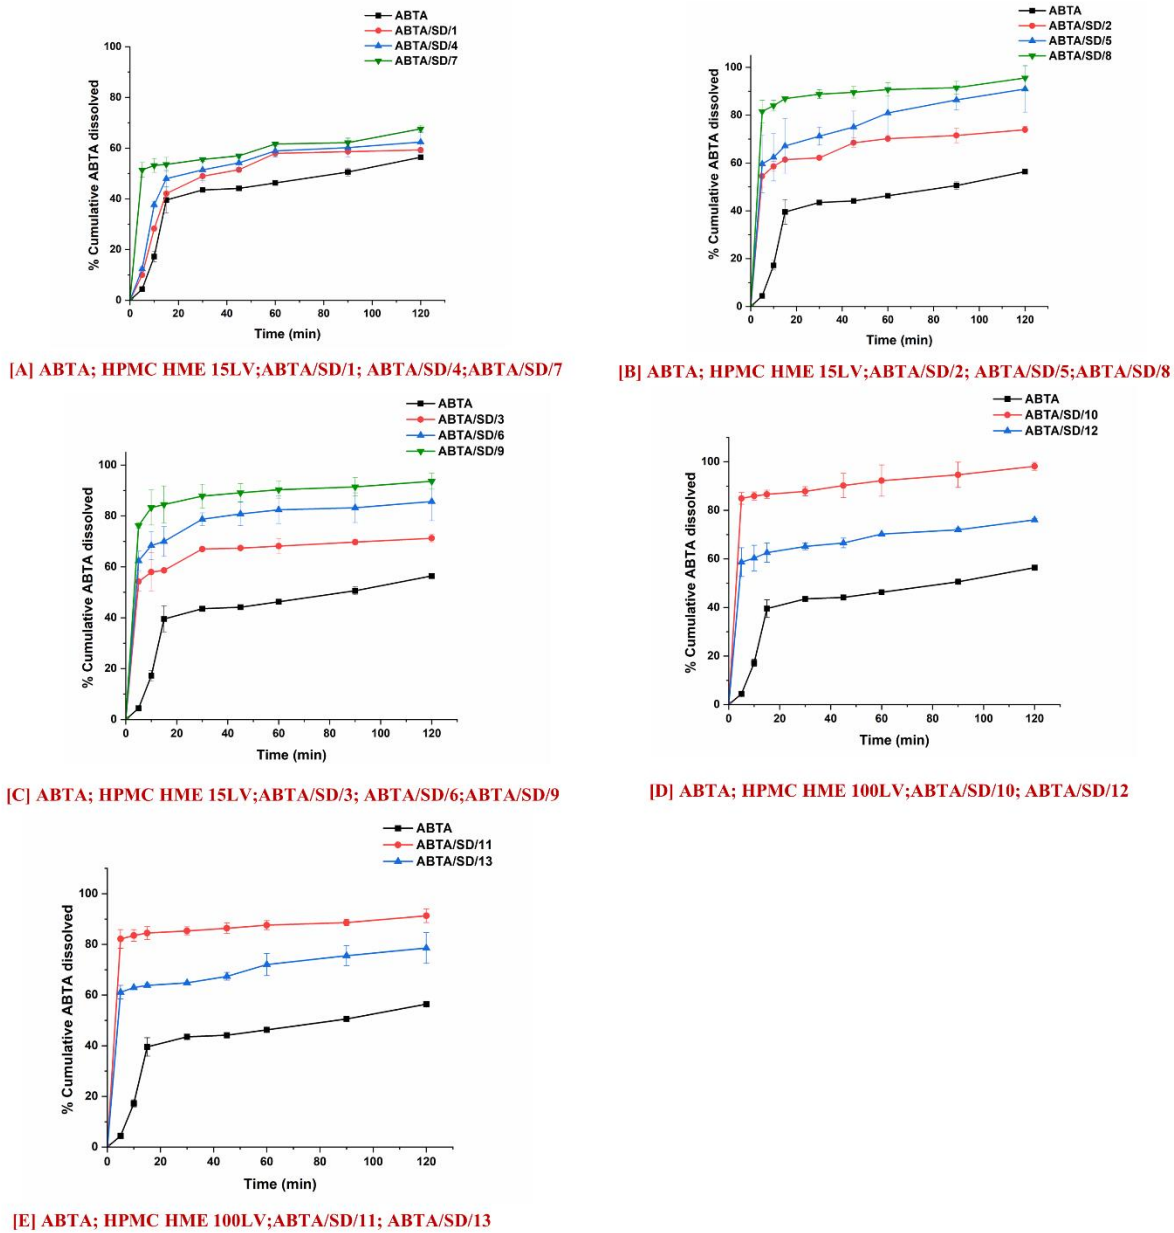 ABTA
ABTA/SD/1
ABTA/SD/4
ABTA/SD/7
% Cumulative ABTA dissolved
100
80
60
40
20
0
0 20 40 60 80 100 120
Time (min)
[A] ABTA; HPMC HME 15LV;ABTA/SD/1; ABTA/SD/4;ABTA/SD/7
ABTA
ABTA/SD/2
ABTA/SD/5
ABTA/SD/8
% Cumulative ABTA dissolved
100
80
60
40
20
0
0 20 40 60 80 100 120
Time (min)
[B] ABTA; HPMC HME 15LV;ABTA/SD/2; ABTA/SD/5;ABTA/SD/8
ABTA
ABTA/SD/3
ABTA/SD/6
ABTA/SD/9
% Cumulative ABTA dissolved
100
80
60
40
20
0
0 20 40 60 80 100 120
Time (min)
[C] ABTA; HPMC HME 15LV;ABTA/SD/3; ABTA/SD/6;ABTA/SD/9
ABTA
ABTA/SD/10
ABTA/SD/12
% Cumulative ABTA dissolved
100
80
60
40
20
0
0 20 40 60 80 100 120
Time (min)
[D] ABTA; HPMC HME 100LV;ABTA/SD/10; ABTA/SD/12
ABTA
ABTA/SD/11
ABTA/SD/13
% Cumulative ABTA dissolved
100
80
60
40
20
0
0 20 40 60 80 100 120
Time (min)
[E] ABTA; HPMC HME 100LV;ABTA/SD/11; ABTA/SD/13